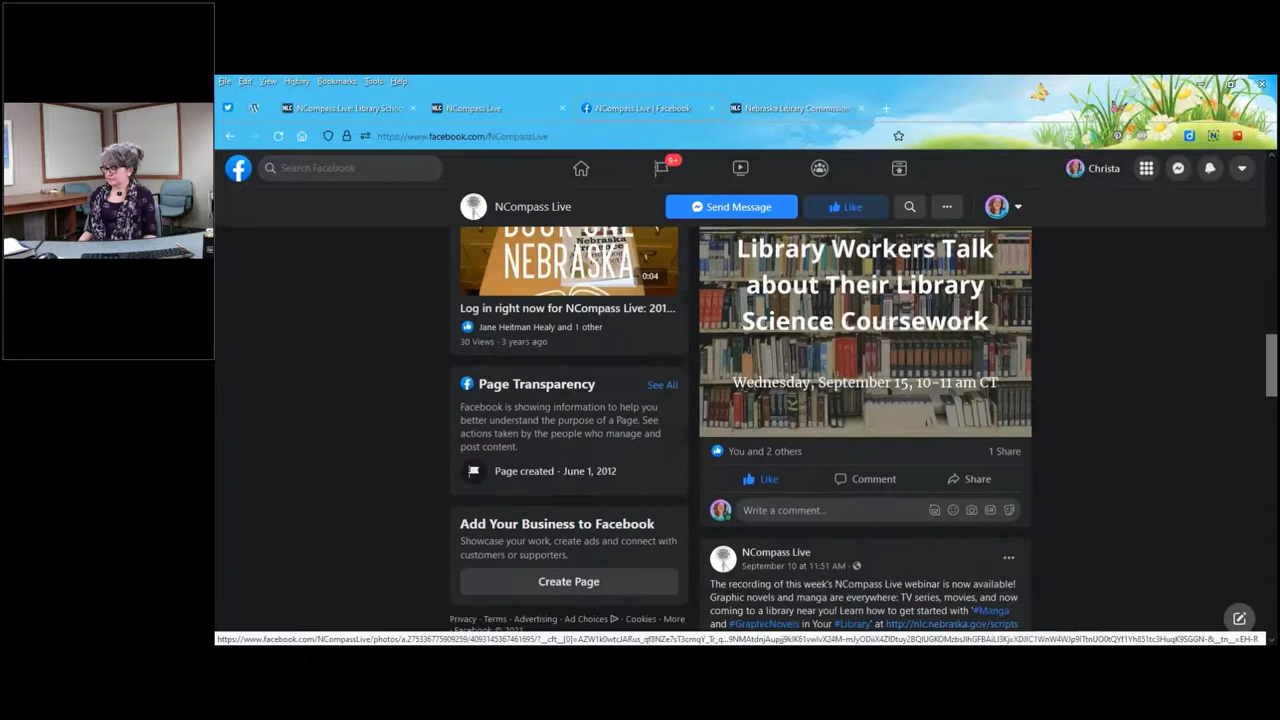 File Edit View History Bookmarks Tools Help
NCompass Live: Library School
NCompass Live
NCompass Live | Facebook
Nebraska Library Commission
https://www.facebook.com/NCompassLive
Search Facebook
9+
Christa
NCompass Live
Send Message
Like
BOOK ONE
NEBRASKA
0:04
Log in right now for NCompass Live: 201...
Jane Heitman Healy and 1 other
30 Views · 3 years ago
Page Transparency
See All
Facebook is showing information to help you
better understand the purpose of a Page. See
actions taken by the people who manage and
post content.
Page created - June 1, 2012
Add Your Business to Facebook
Showcase your work, create ads and connect with
customers or supporters.
Create Page
Privacy · Terms · Advertising · Ad Choices · Cookies · More
Library Workers Talk
about Their Library
Science Coursework
Wednesday, September 15, 10-11 am CT
You and 2 others
1 Share
Like
Comment
Share
Write a comment...
NCompass Live
September 10 at 11:51 AM ·
The recording of this week's NCompass Live webinar is now available!
Graphic novels and manga are everywhere: TV series, movies, and now
coming to a library near you! Learn how to get started with '#Manga
and #GraphicNovels in Your #Library' at http://nlc.nebraska.gov/scripts